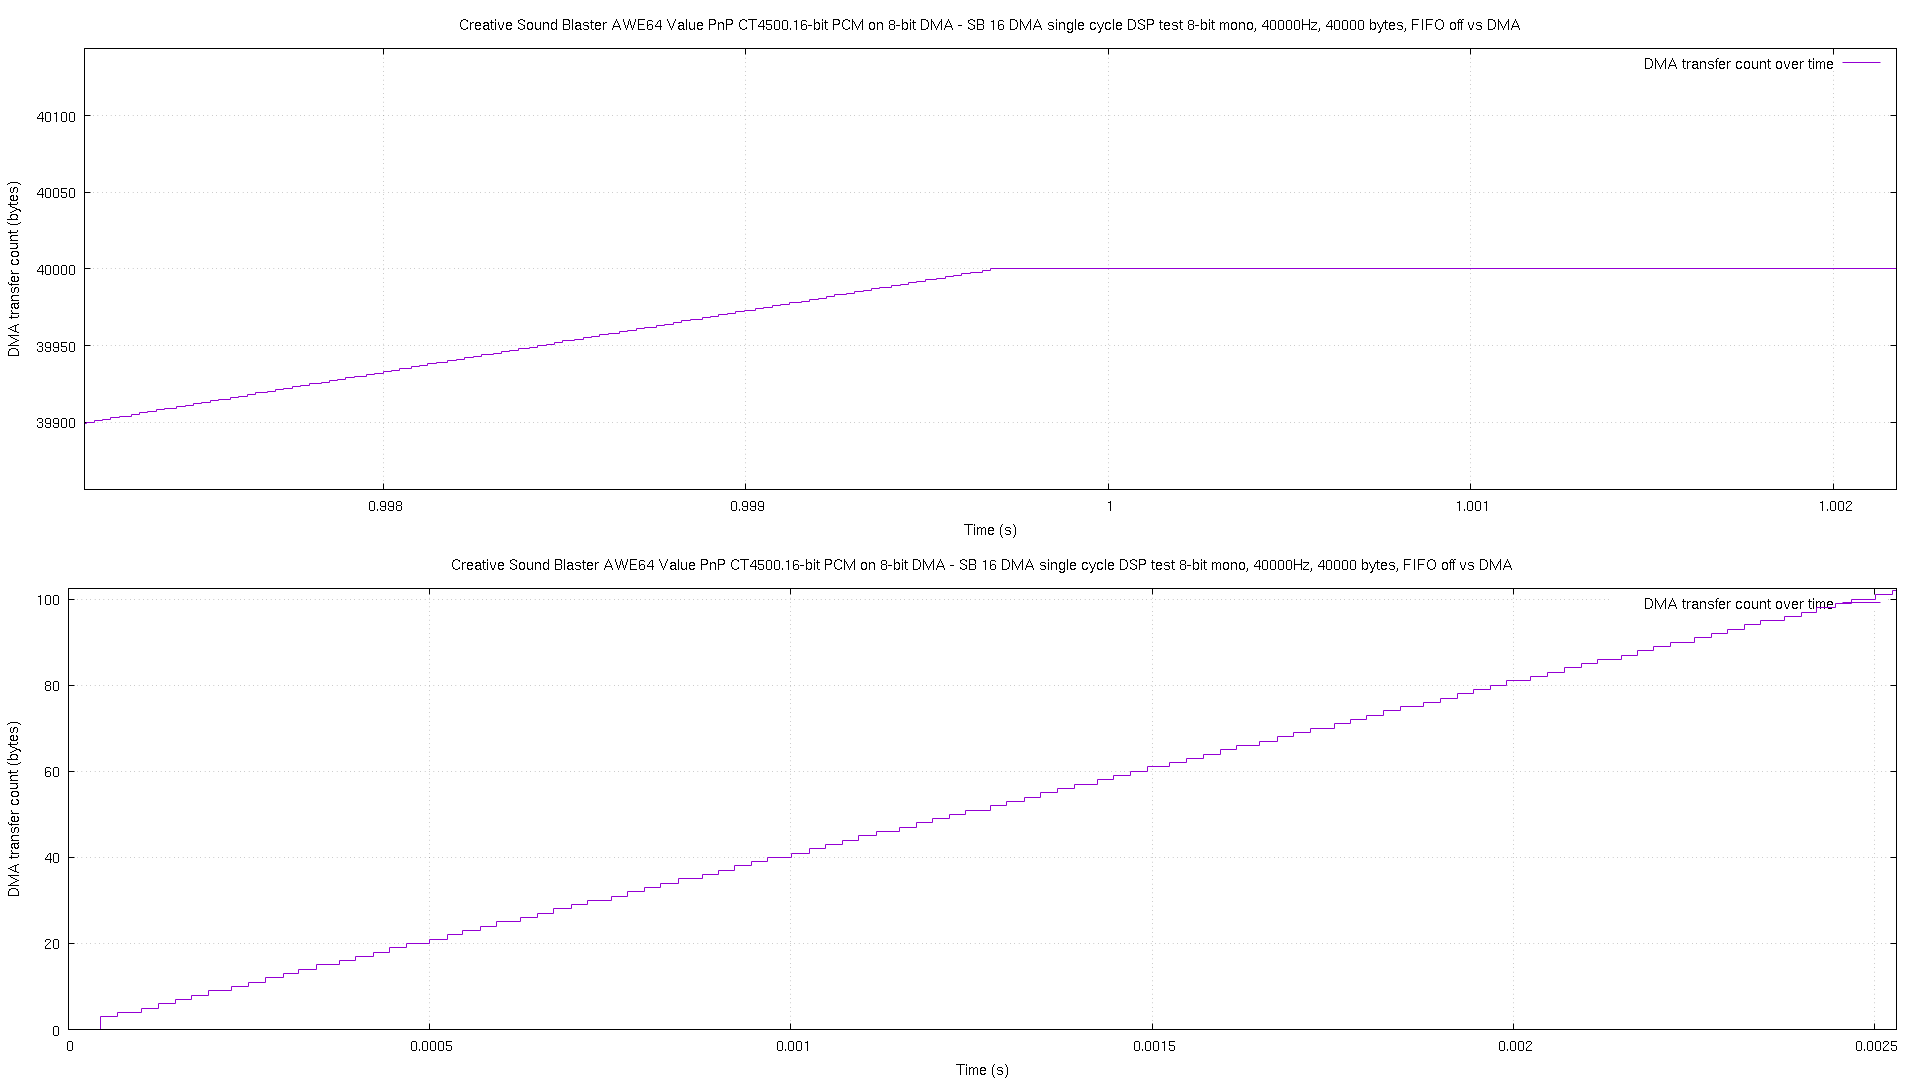 Creative Sound Blaster AWE64 Value PnP CT4500.16-bit PCM on 8-bit DMA - SB 16 DMA single cycle DSP test 8-bit mono, 40000Hz, 40000 bytes, FIFO off vs DMA
DMA transfer count over time
40100
40050
40000
39950
39900
DMA transfer count (bytes)
0.998 0.999 1 1.001 1.002
Time (s)
Creative Sound Blaster AWE64 Value PnP CT4500.16-bit PCM on 8-bit DMA - SB 16 DMA single cycle DSP test 8-bit mono, 40000Hz, 40000 bytes, FIFO off vs DMA
DMA transfer count over time
100
80
60
40
20
0
DMA transfer count (bytes)
0 0.0005 0.001 0.0015 0.002 0.0025
Time (s)